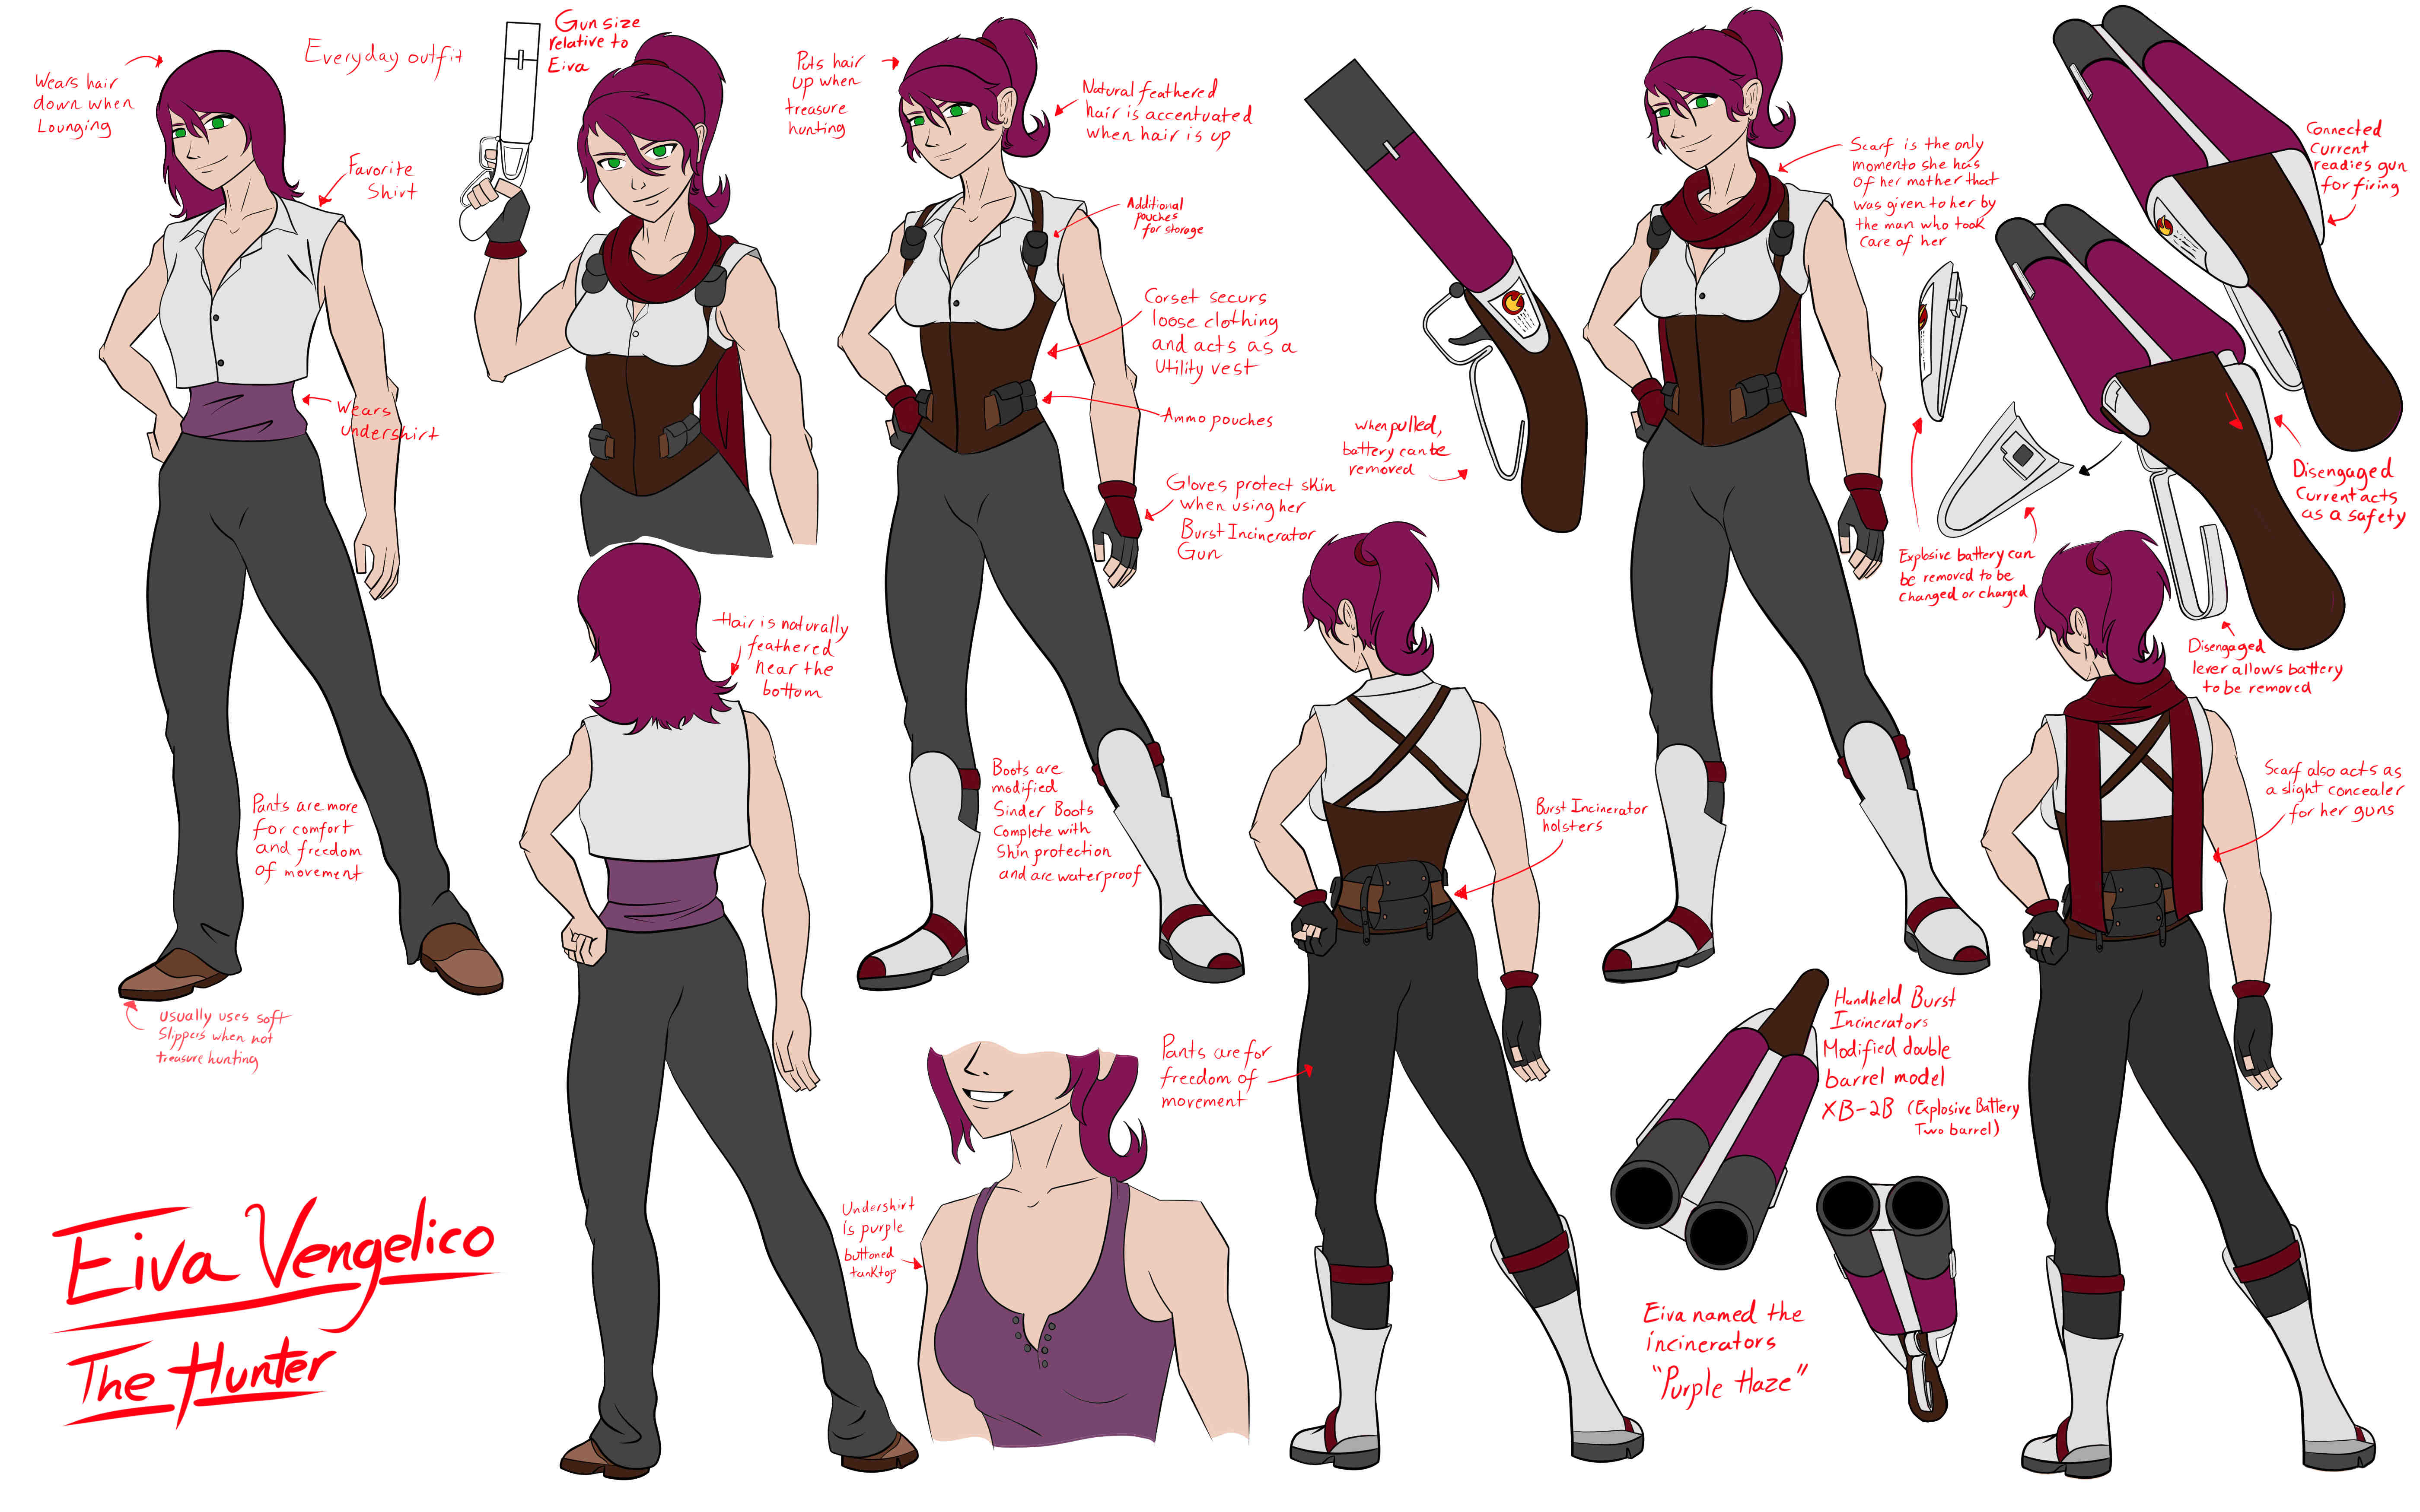 Wears hair
down when
Lounging
Everyday outfit
Favorite
Shirt
Wears
undershirt
Pants are more
for comfort
and freedom
of movement
usually uses soft
slippers when not
treasure hunting
Eiva Vengelico
The Hunter
Gun size
relative to
Eiva
Hair is naturally
feathered
near the
bottom
Puts hair
up when
treasure
hunting
Natural feathered
hair is accentuated
when hair is up
Additional
pouches
for storage
Corset securs
loose clothing
and acts as a
Utility vest
Ammo pouches
Gloves protect skin
when using her
Burst Incinerator
Gun
Boots are
modified
Sinder Boots
Complete with
Shin protection
and are waterproof
Undershirt
is purple
buttoned
tanktop
Pants are for
freedom of
movement
Burst Incinerator
holsters
when pulled,
battery can be
removed
Scarf is the only
momento she has
of her mother that
was given to her by
the man who took
care of her
Connected
Current
readies gun
for firing
Disengaged
Current acts
as a safety
Explosive battery can
be removed to be
changed or charged
Disengaged
lever allows battery
to be removed
Scarf also acts as
a slight concealer
for her guns
Handheld Burst
Incinerators
Modified double
barrel model
XB-2B (Explosive Battery
Two barrel)
Eiva named the
incinerators
"Purple Haze"